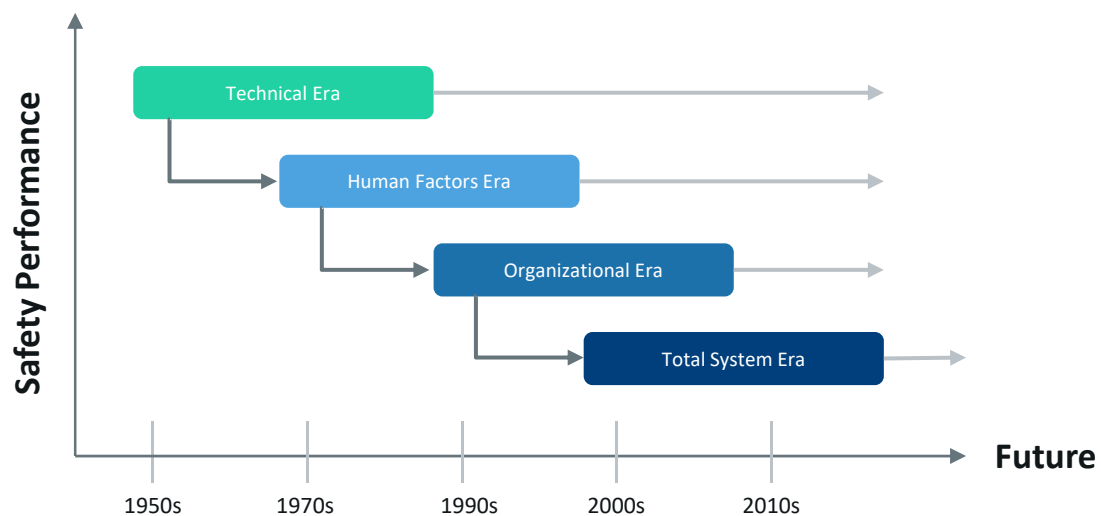 Safety Performance
Technical Era
Human Factors Era
Organizational Era
Total System Era
Future
1950s
1970s
1990s
2000s
2010s